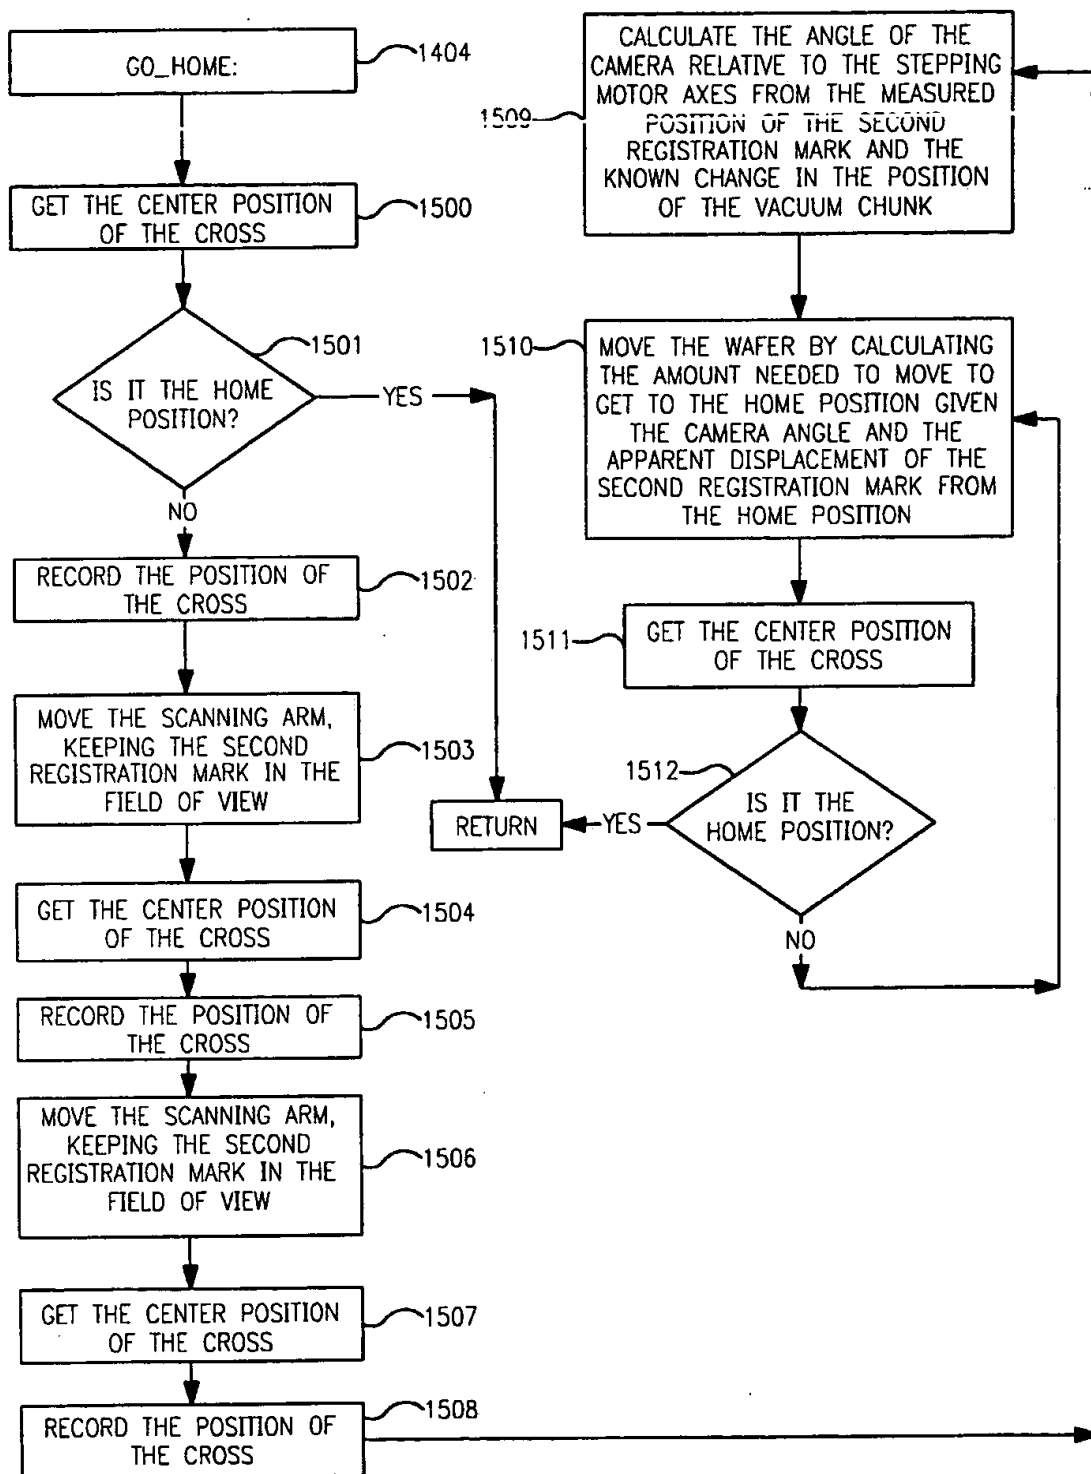 GO_HOME:
1404
GET THE CENTER POSITION
OF THE CROSS
1500
1501
IS IT THE HOME
POSITION?
YES
NO
RECORD THE POSITION OF
THE CROSS
1502
MOVE THE SCANNING ARM,
KEEPING THE SECOND
REGISTRATION MARK IN THE
FIELD OF VIEW
1503
GET THE CENTER POSITION
OF THE CROSS
1504
RECORD THE POSITION OF
THE CROSS
1505
MOVE THE SCANNING ARM,
KEEPING THE SECOND
REGISTRATION MARK IN THE
FIELD OF VIEW
1506
GET THE CENTER POSITION
OF THE CROSS
1507
RECORD THE POSITION OF
THE CROSS
1508
CALCULATE THE ANGLE OF THE
CAMERA RELATIVE TO THE STEPPING
MOTOR AXES FROM THE MEASURED
POSITION OF THE SECOND
REGISTRATION MARK AND THE
KNOWN CHANGE IN THE POSITION
OF THE VACUUM CHUNK
1509
1510
MOVE THE WAFER BY CALCULATING
THE AMOUNT NEEDED TO MOVE TO
GET TO THE HOME POSITION GIVEN
THE CAMERA ANGLE AND THE
APPARENT DISPLACEMENT OF THE
SECOND REGISTRATION MARK FROM
THE HOME POSITION
1511
GET THE CENTER POSITION
OF THE CROSS
1512
IS IT THE
HOME POSITION?
YES
RETURN
NO